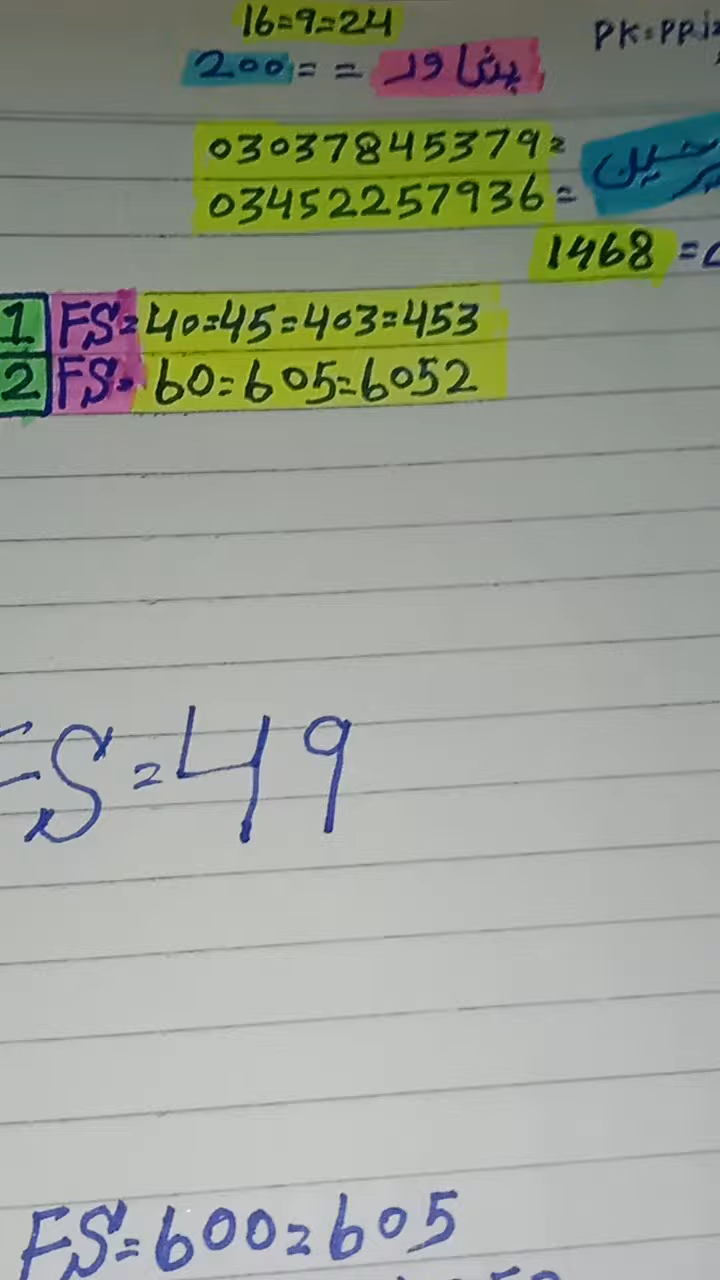 16=9=24
PK=PP
200 = = پشاور
03037845379=
03452257936=
1468=
1 FS=40=45=403=453
2 FS=60=605=6052
FS=49
FS=600=605